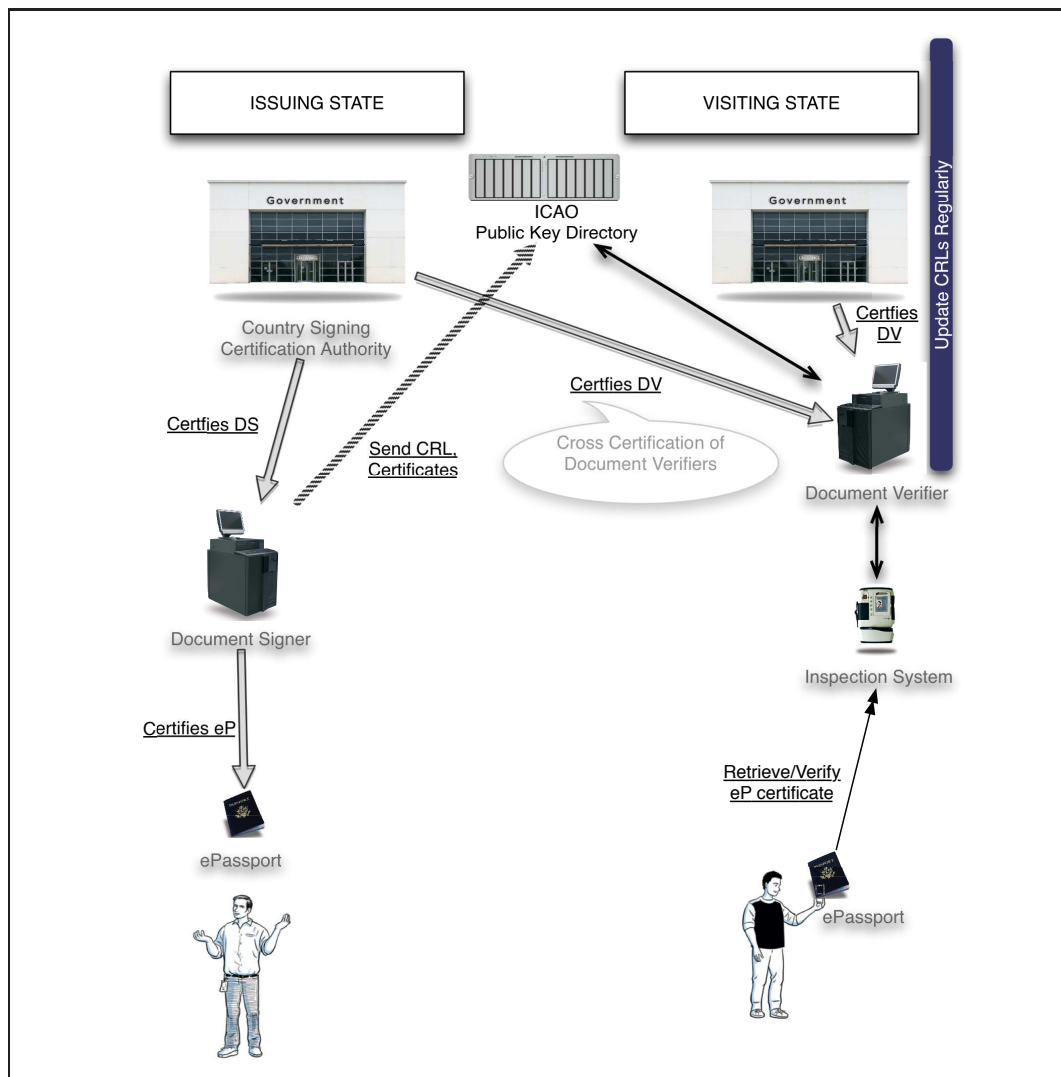 ISSUING STATE
VISITING STATE
Update CRLs Regularly
Government
ICAO
Public Key Directory
Government
Country Signing
Certification Authority
Certfies
DV
Certfies DS
Certfies DV
Send CRL,
Certificates
Cross Certification of
Document Verifiers
Document Verifier
Document Signer
Inspection System
Certifies eP
Retrieve/Verify
eP certificate
ePassport
ePassport